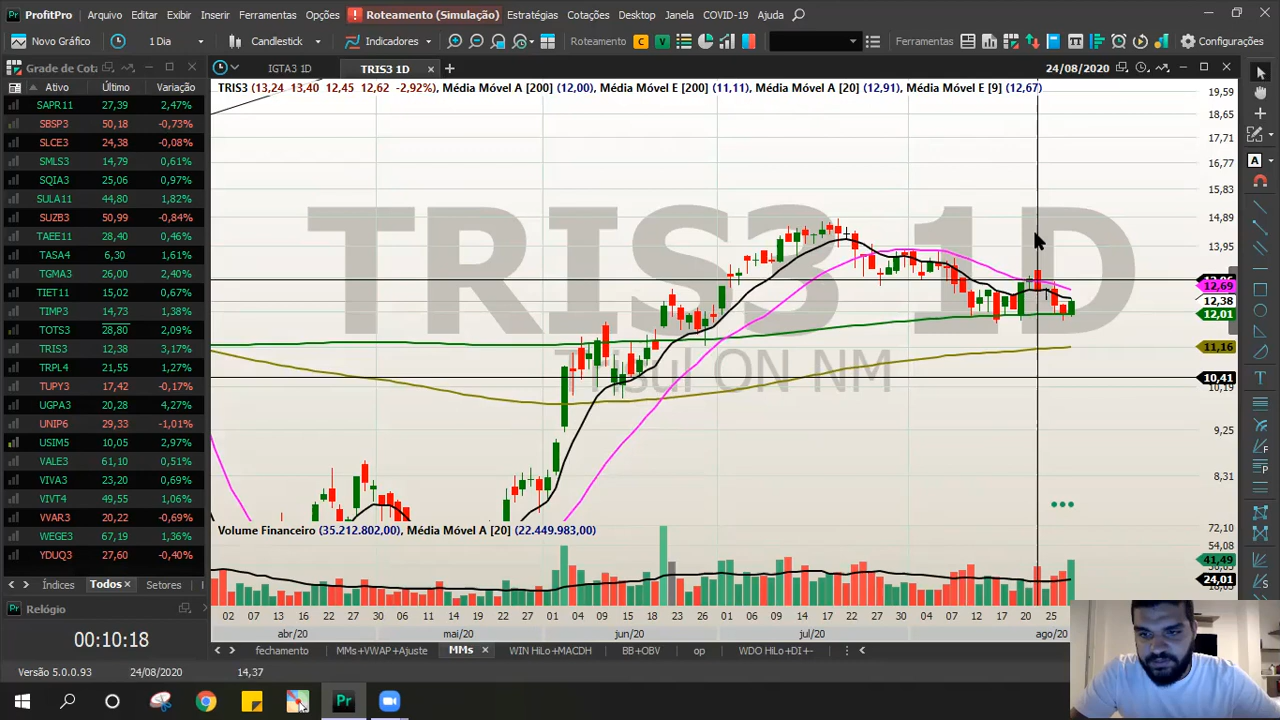 ProfitPro
Arquivo Editar Exibir Inserir Ferramentas Opções Roteamento (Simulação) Estratégias Cotações Desktop Janela COVID-19 Ajuda
Novo Gráfico 1 Dia Candlestick Indicadores Roteamento C V Ferramentas Configurações
Grade de Cota IGTA3 1D TRIS3 1D 24/08/2020
Ativo Último Variação
TRIS3 (13,24 13,40 12,45 12,62 -2,92%), Média Móvel A [200] (12,00), Média Móvel E [200] (11,11), Média Móvel A [20] (12,91), Média Móvel E [9] (12,67)
SAPR11 27,39 2,47%
SBSP3 50,18 -0,73%
SLCE3 24,38 -0,08%
SMLS3 14,79 0,61%
SQIA3 25,06 0,97%
SULA11 44,80 1,82%
SUZB3 50,99 -0,84%
TAEE11 28,40 0,46%
TASA4 6,30 1,61%
TGMA3 26,00 2,40%
TIET11 15,02 0,67%
TIMP3 14,73 1,38%
TOTS3 28,80 2,09%
TRIS3 12,38 3,17%
TRPL4 21,55 1,27%
TUPY3 17,42 -0,17%
UGPA3 20,28 4,27%
UNIP6 29,33 -1,01%
USIM5 10,05 2,97%
VALE3 61,10 0,51%
VIVA3 23,20 0,69%
VIVT4 49,55 1,06%
VVAR3 20,22 -0,69%
WEGE3 67,19 1,36%
YDUQ3 27,60 -0,40%
TRIS3 1D
Trisul ON NM
19,59
18,65
17,71
16,77
15,83
14,89
13,95
12,69
12,38
12,01
11,16
10,41
10,19
9,25
8,31
Volume Financeiro (35.212.802,00), Média Móvel A [20] (22.449.983,00)
72,10
54,08
41,49
24,01
Índices Todos Setores
Relógio
00:10:18
02 07 13 16 22 27 30 06 11 14 19 22 27 01 04 09 15 18 23 26 01 06 09 14 17 22 27 30 04 07 12 17 20 25
abr/20 mai/20 jun/20 jul/20 ago/20
fechamento MMs+VWAP+Ajuste MMs WIN HiLo+MACDH BB+OBV op WDO HiLo+DI+-
Versão 5.0.0.93 24/08/2020 14,37
Pr